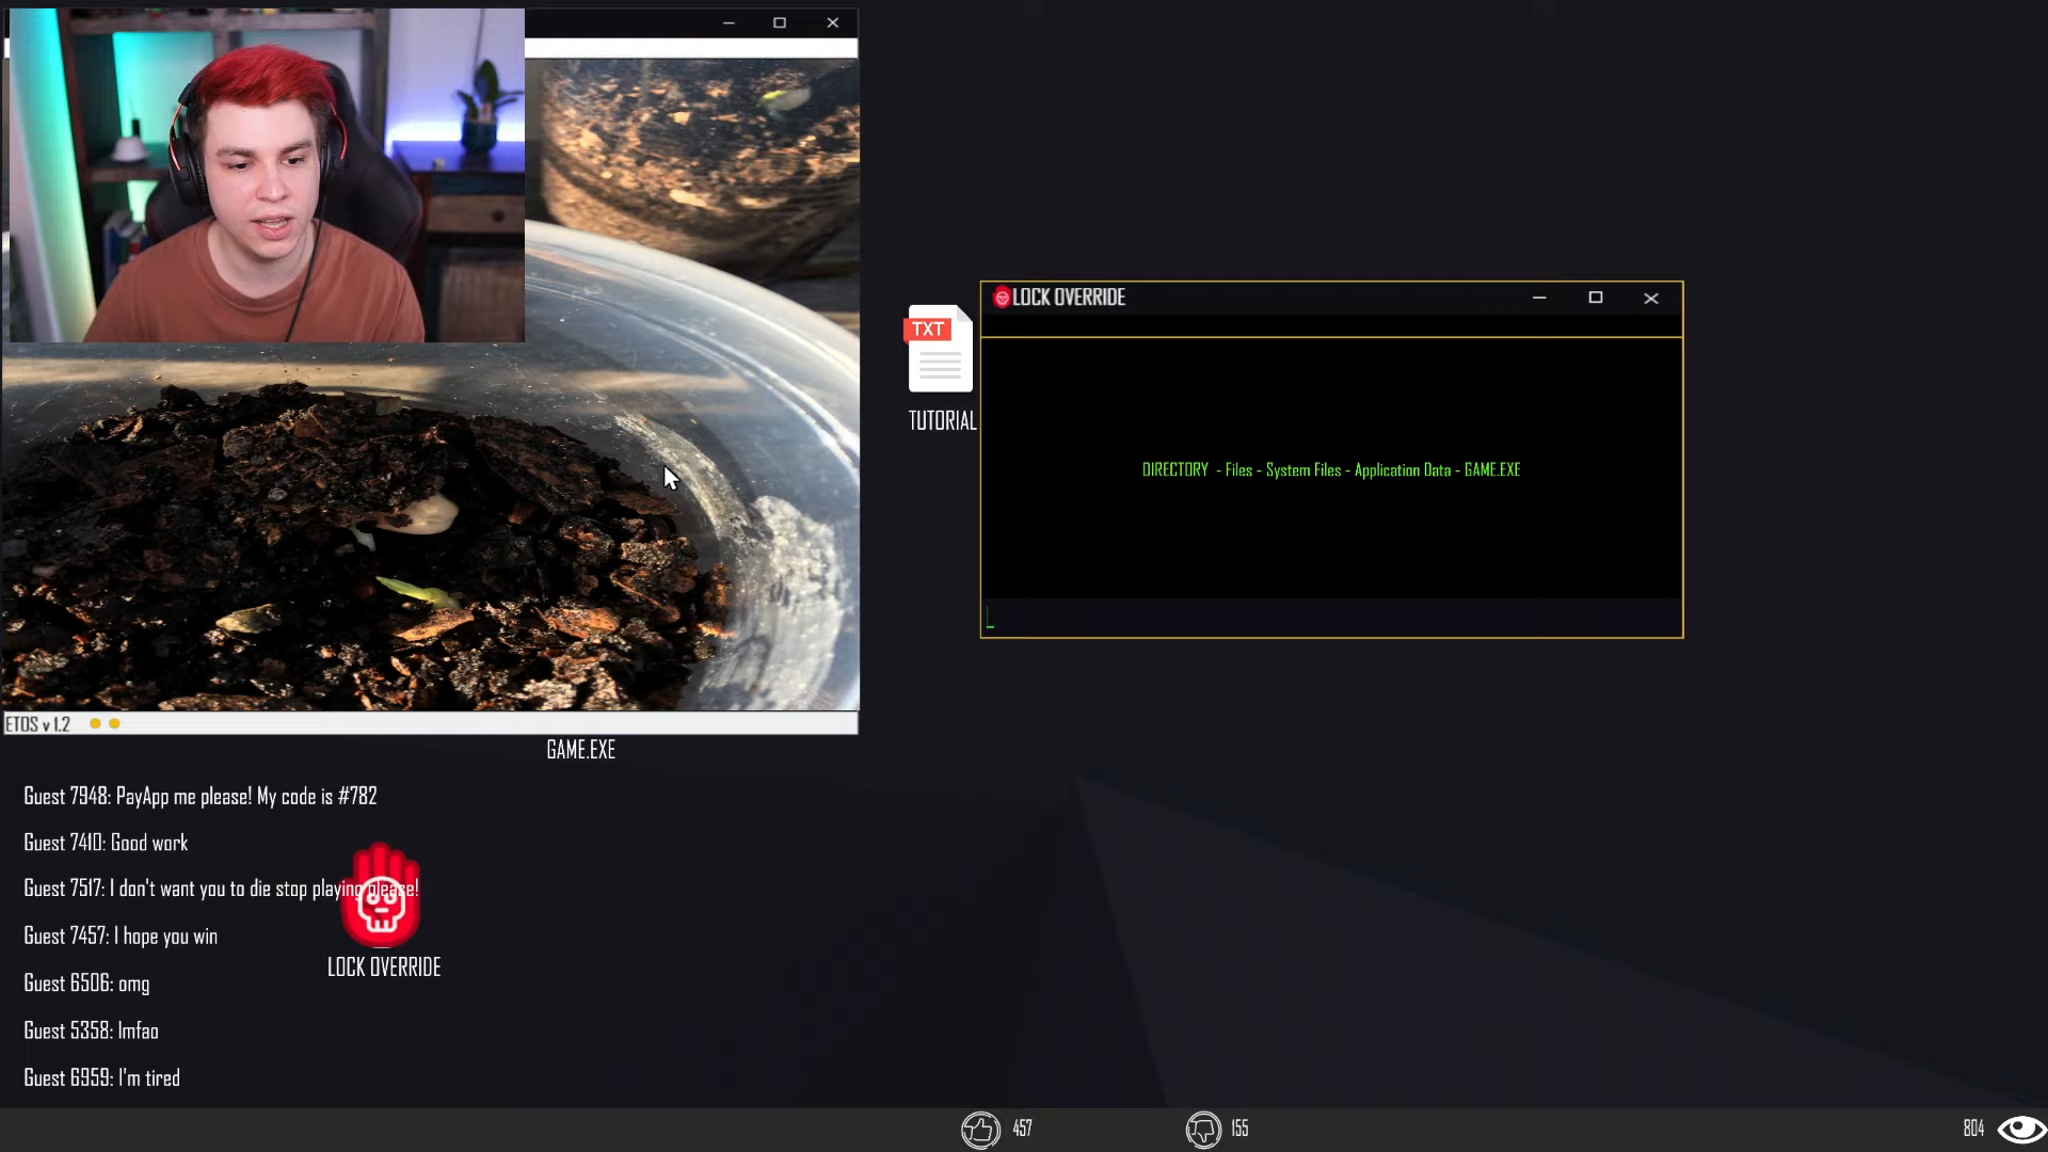 LOCK OVERRIDE
TXT
TUTORIAL
DIRECTORY - Files - System Files - Application Data - GAME.EXE
ETOS v 1.2
GAME.EXE
Guest 7948: PayApp me please! My code is #782
Guest 7410: Good work
Guest 7517: I don't want you to die stop playing please!
Guest 7457: I hope you win
LOCK OVERRIDE
Guest 6506: omg
Guest 5358: lmfao
Guest 6959: I'm tired
457
155
804